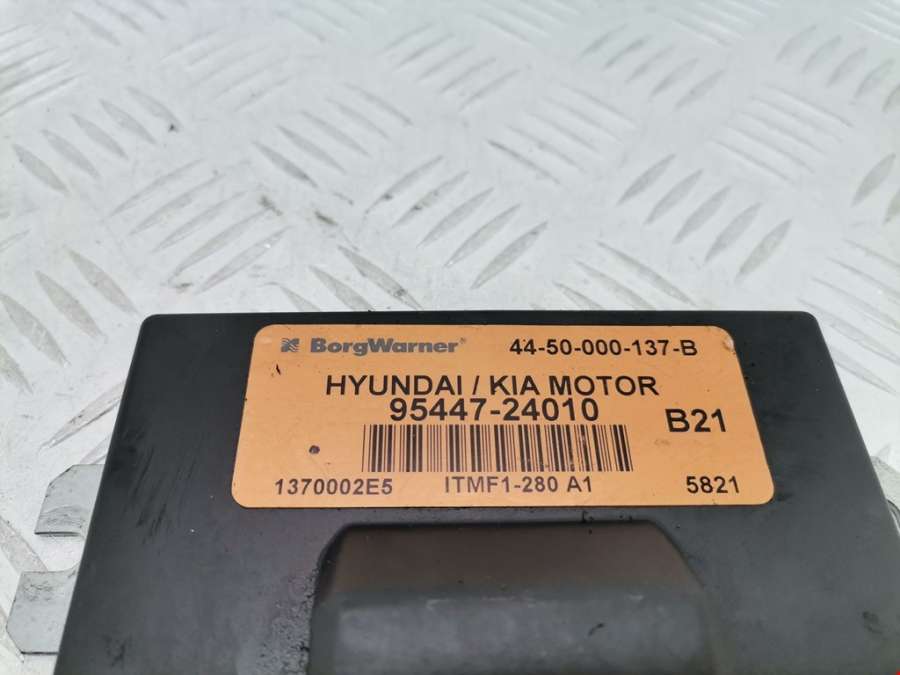 BorgWarner® 44-50-000-137-B
HYUNDAI / KIA MOTOR
95447-24010
B21
1370002E5 ITMF1-280 A1 5821